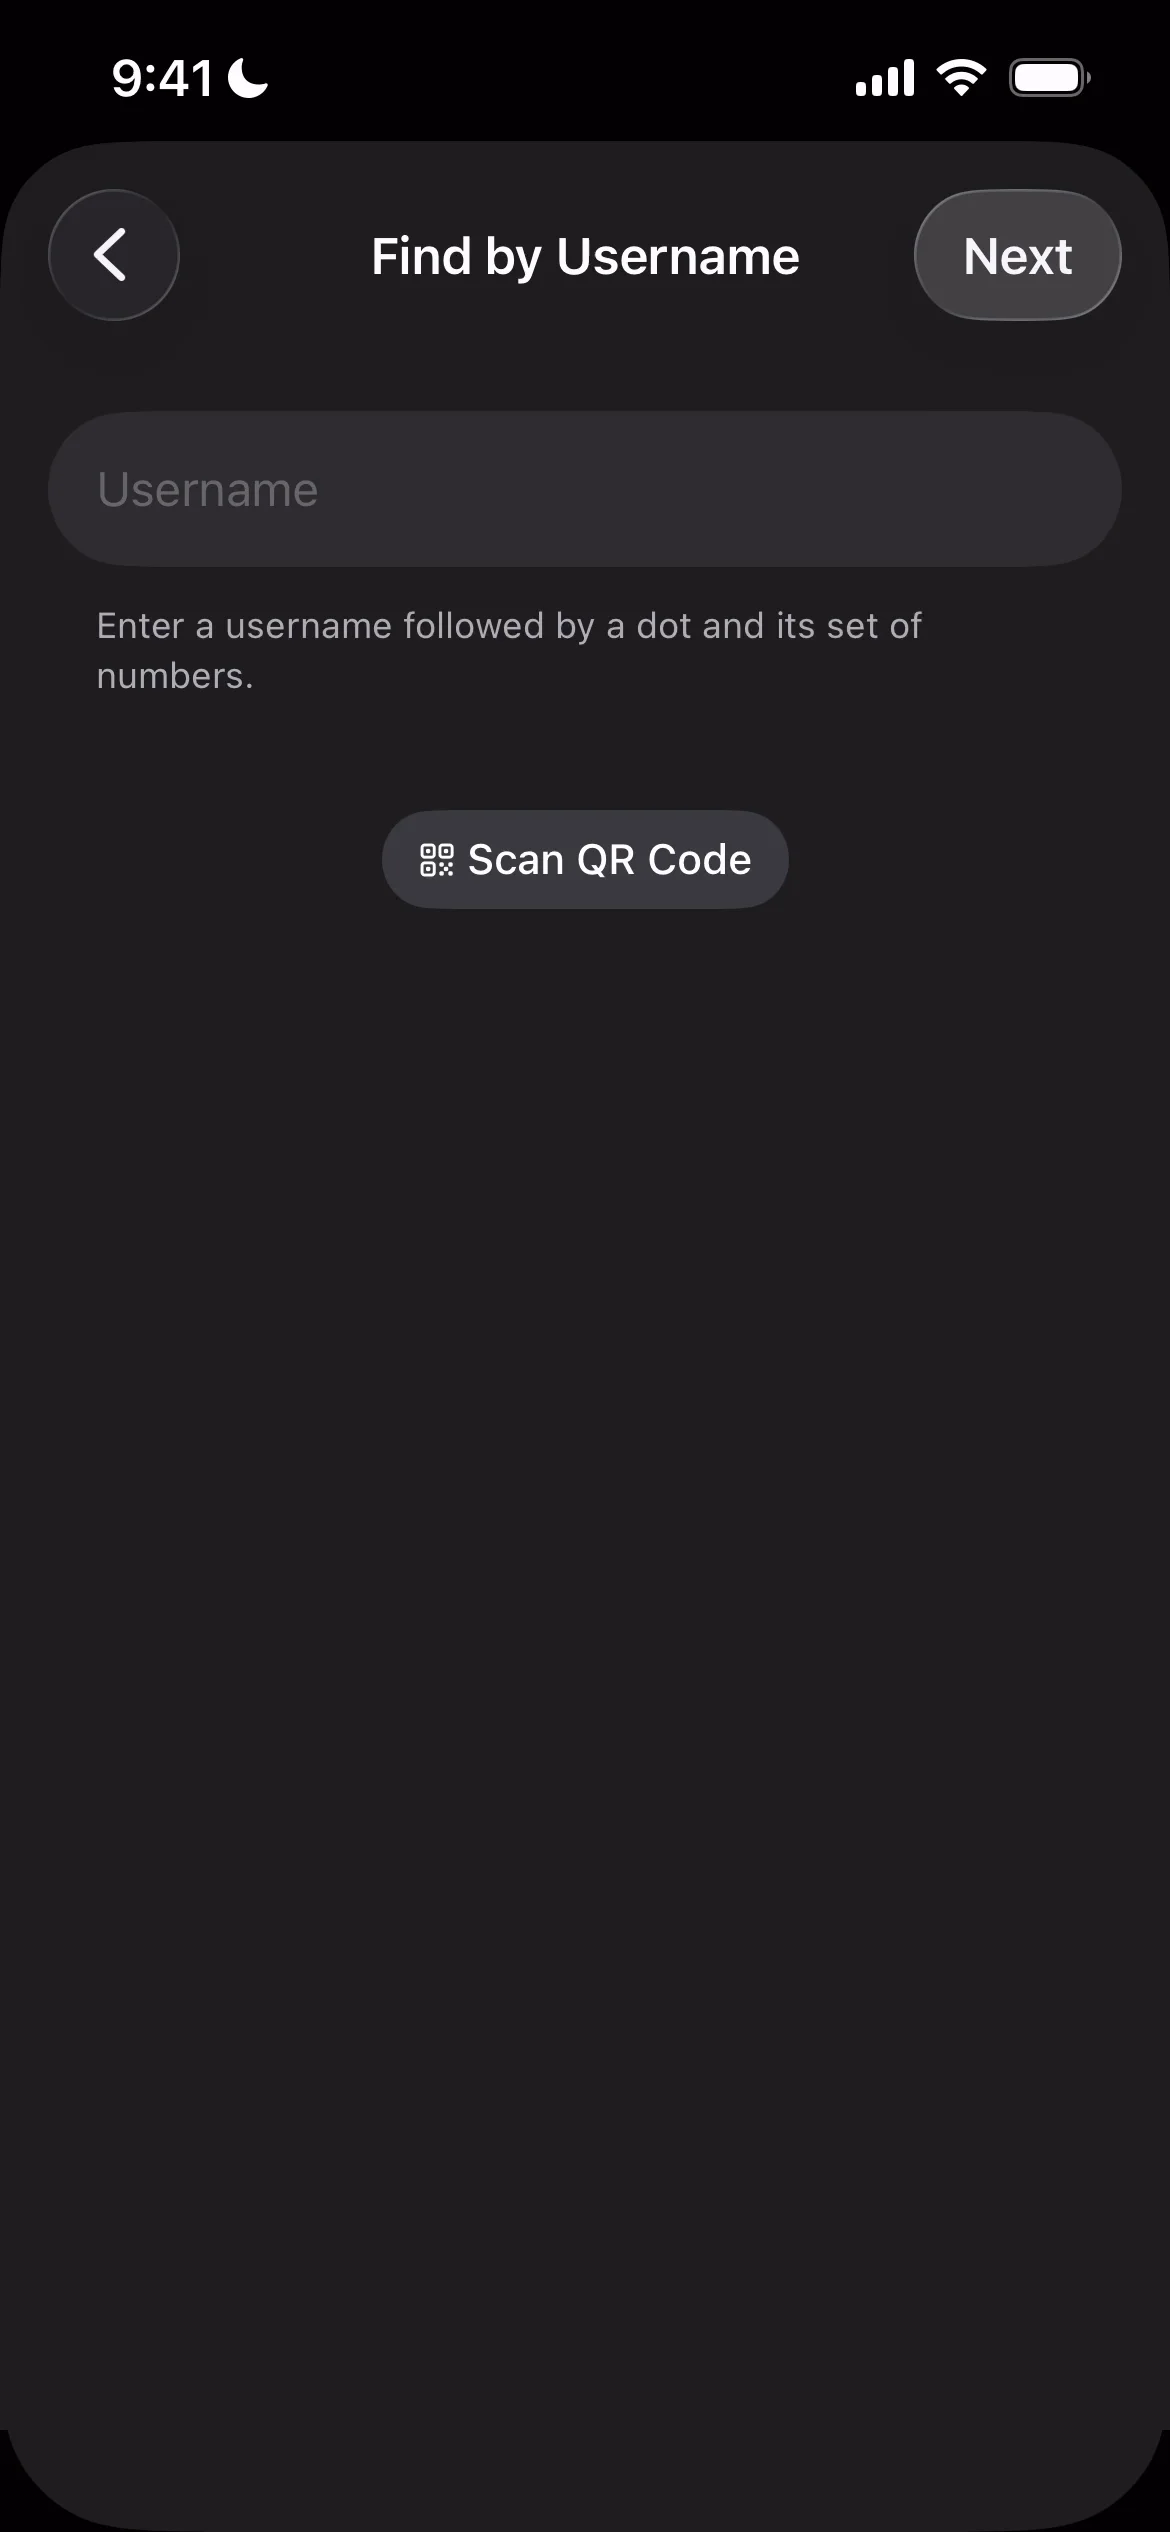 9:41
Find by Username
Next
Username
Enter a username followed by a dot and its set of
numbers.
Scan QR Code